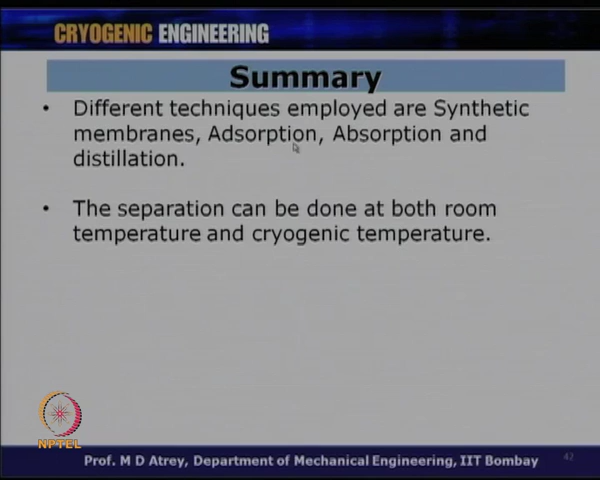 CRYOGENIC ENGINEERING
Summary
• Different techniques employed are Synthetic
membranes, Adsorption, Absorption and
distillation.
• The separation can be done at both room
temperature and cryogenic temperature.
NPTEL
Prof. M D Atrey, Department of Mechanical Engineering, IIT Bombay
42